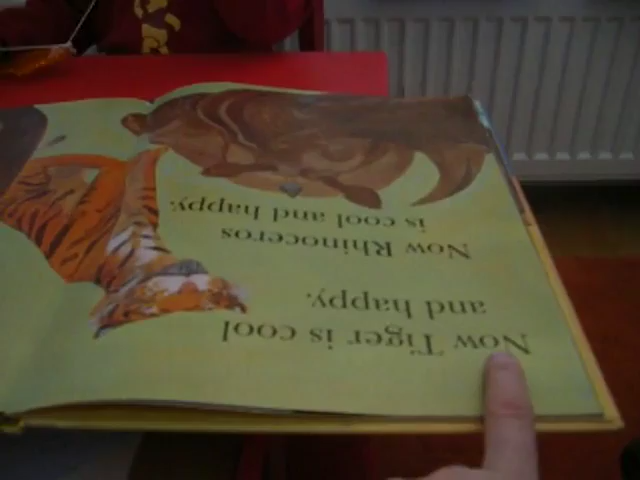 Now Tiger is cool
and happy.
Now Rhinoceros
is cool and happy.